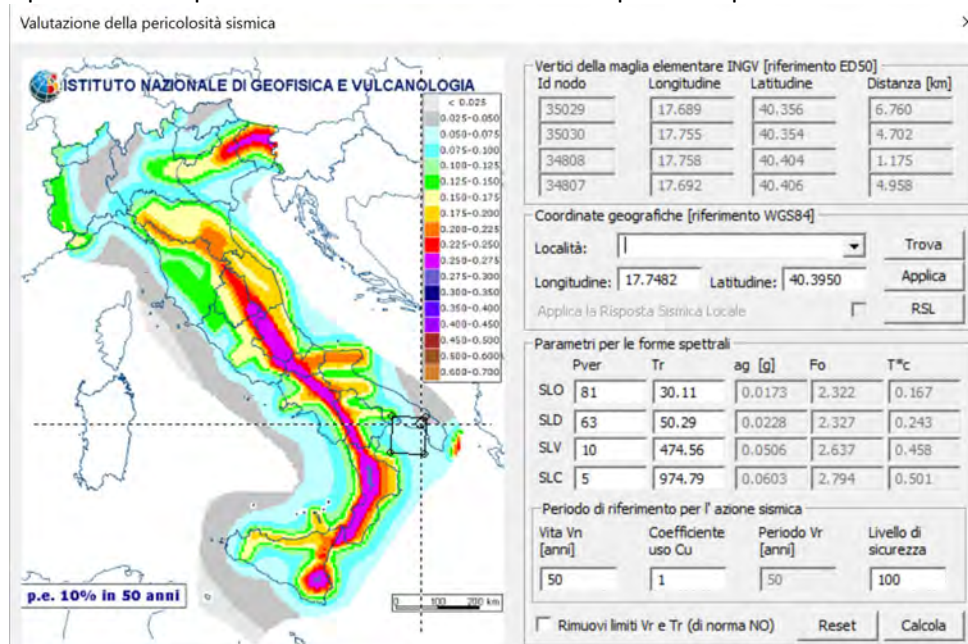 Valutazione della pericolosità sismica
ISTITUTO NAZIONALE DI GEOFISICA E VULCANOLOGIA
< 0.025
0.025-0.050
0.050-0.075
0.075-0.100
0.100-0.125
0.125-0.150
0.150-0.175
0.175-0.200
0.200-0.225
0.225-0.250
0.250-0.275
0.275-0.300
0.300-0.350
0.350-0.400
0.400-0.450
0.450-0.500
0.500-0.600
0.600-0.700
p.e. 10% in 50 anni
0 100 200 km
Vertici della maglia elementare INGV [riferimento ED50]
Id nodo Longitudine Latitudine Distanza [km]
35029 17.689 40.356 6.760
35030 17.755 40.354 4.702
34808 17.758 40.404 1.175
34807 17.692 40.406 4.958
Coordinate geografiche [riferimento WGS84]
Località: Trova
Longitudine: 17.7482 Latitudine: 40.3950 Applica
Applica la Risposta Sismica Locale RSL
Parametri per le forme spettrali
Pver Tr ag [g] Fo T*c
SLO 81 30.11 0.0173 2.322 0.167
SLD 63 50.29 0.0228 2.327 0.243
SLV 10 474.56 0.0506 2.637 0.458
SLC 5 974.79 0.0603 2.794 0.501
Periodo di riferimento per l' azione sismica
Vita Vn Coefficiente Periodo Vr Livello di
[anni] uso Cu [anni] sicurezza
50 1 50 100
Rimuovi limiti Vr e Tr (di norma NO) Reset Calcola